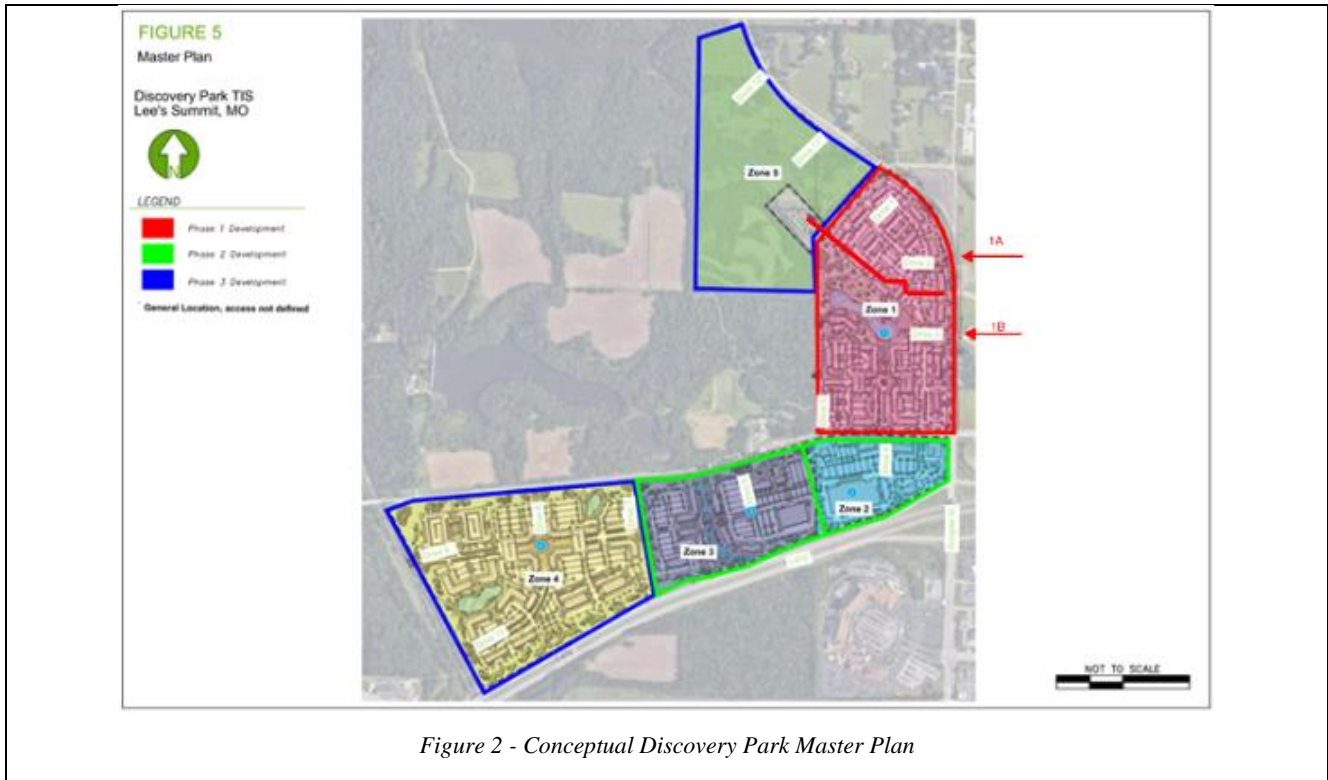 FIGURE 5
Master Plan
Discovery Park TIS
Lee's Summit, MO
N
LEGEND
Phase 1 Development
Phase 2 Development
Phase 3 Development
* General Location, access not defined
Zone 5
1A
Zone 1
1B
Zone 2
Zone 3
Zone 4
NOT TO SCALE
Figure 2 - Conceptual Discovery Park Master Plan